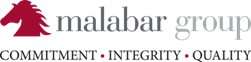 malabar group
COMMITMENT • INTEGRITY • QUALITY